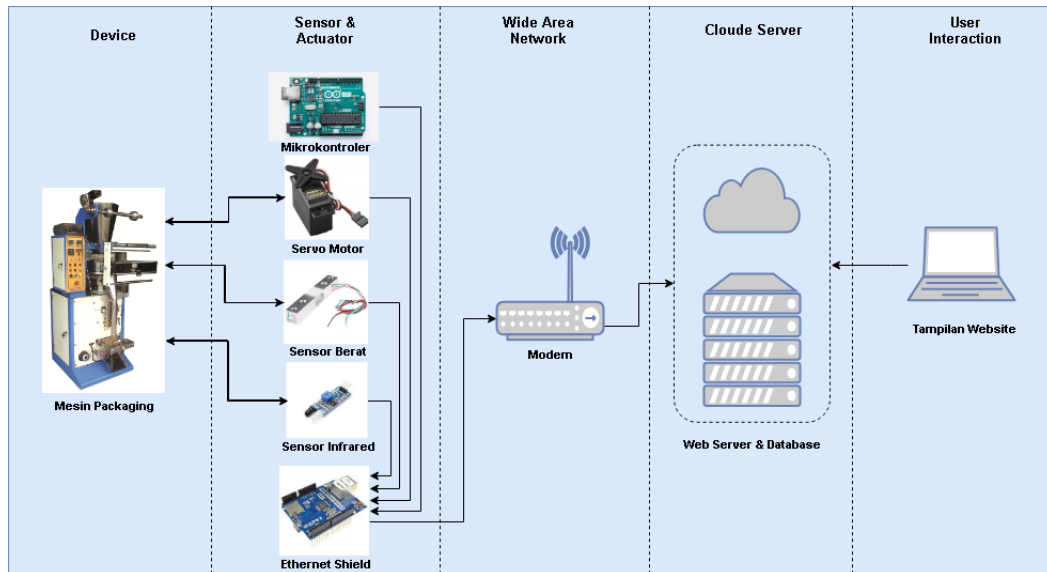 Device
Sensor &
Actuator
Wide Area
Network
Cloude Server
User
Interaction
Mikrokontroler
Servo Motor
Sensor Berat
Sensor Infrared
Ethernet Shield
Mesin Packaging
Modem
Web Server & Database
Tampilan Website